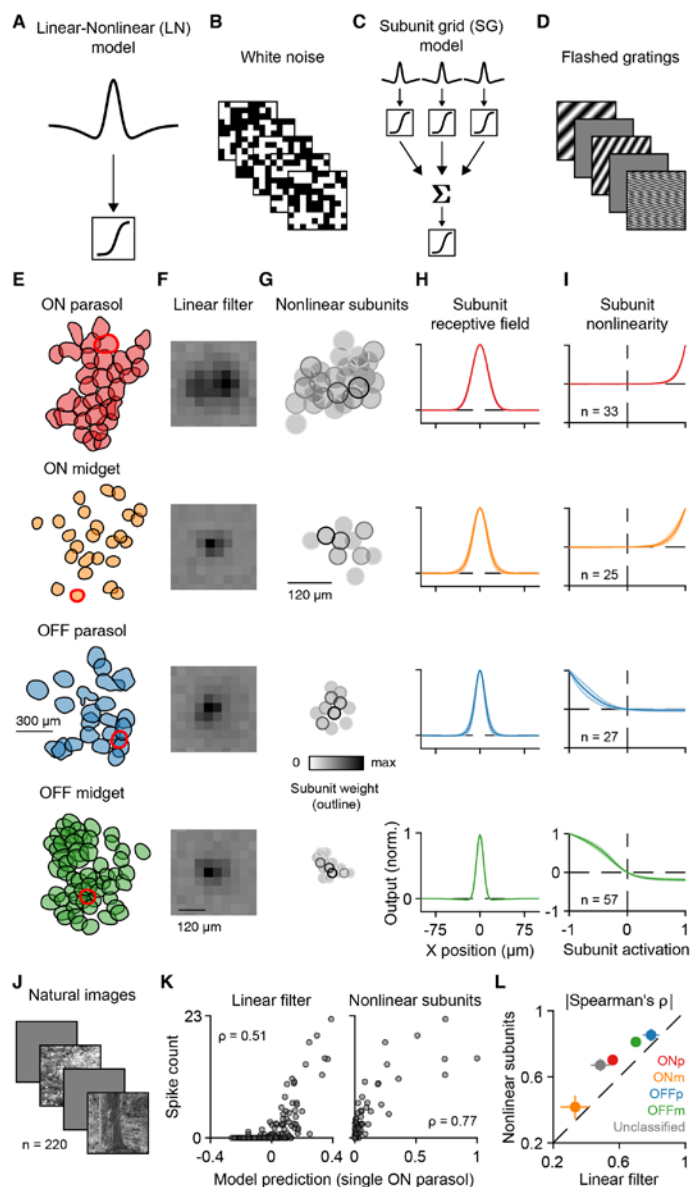 A
Linear-Nonlinear (LN)
model
B
White noise
C
Subunit grid (SG)
model
Σ
D
Flashed gratings
E
ON parasol
ON midget
OFF parasol
300 µm
OFF midget
F
Linear filter
120 µm
G
Nonlinear subunits
120 µm
0
max
Subunit weight
(outline)
H
Subunit
receptive field
Output (norm.)
1
0
-75
0
75
X position (µm)
I
Subunit
nonlinearity
n = 33
n = 25
n = 27
n = 57
1
0
-1
-1
0
1
Subunit activation
J
Natural images
n = 220
K
Linear filter
Nonlinear subunits
Spike count
23
0
ρ = 0.51
ρ = 0.77
-0.4
0
0.4
0
0.5
1
Model prediction (single ON parasol)
L
|Spearman's ρ|
Nonlinear subunits
1
0.6
0.2
ONp
ONm
OFFp
OFFm
Unclassified
0.2
0.6
1
Linear filter